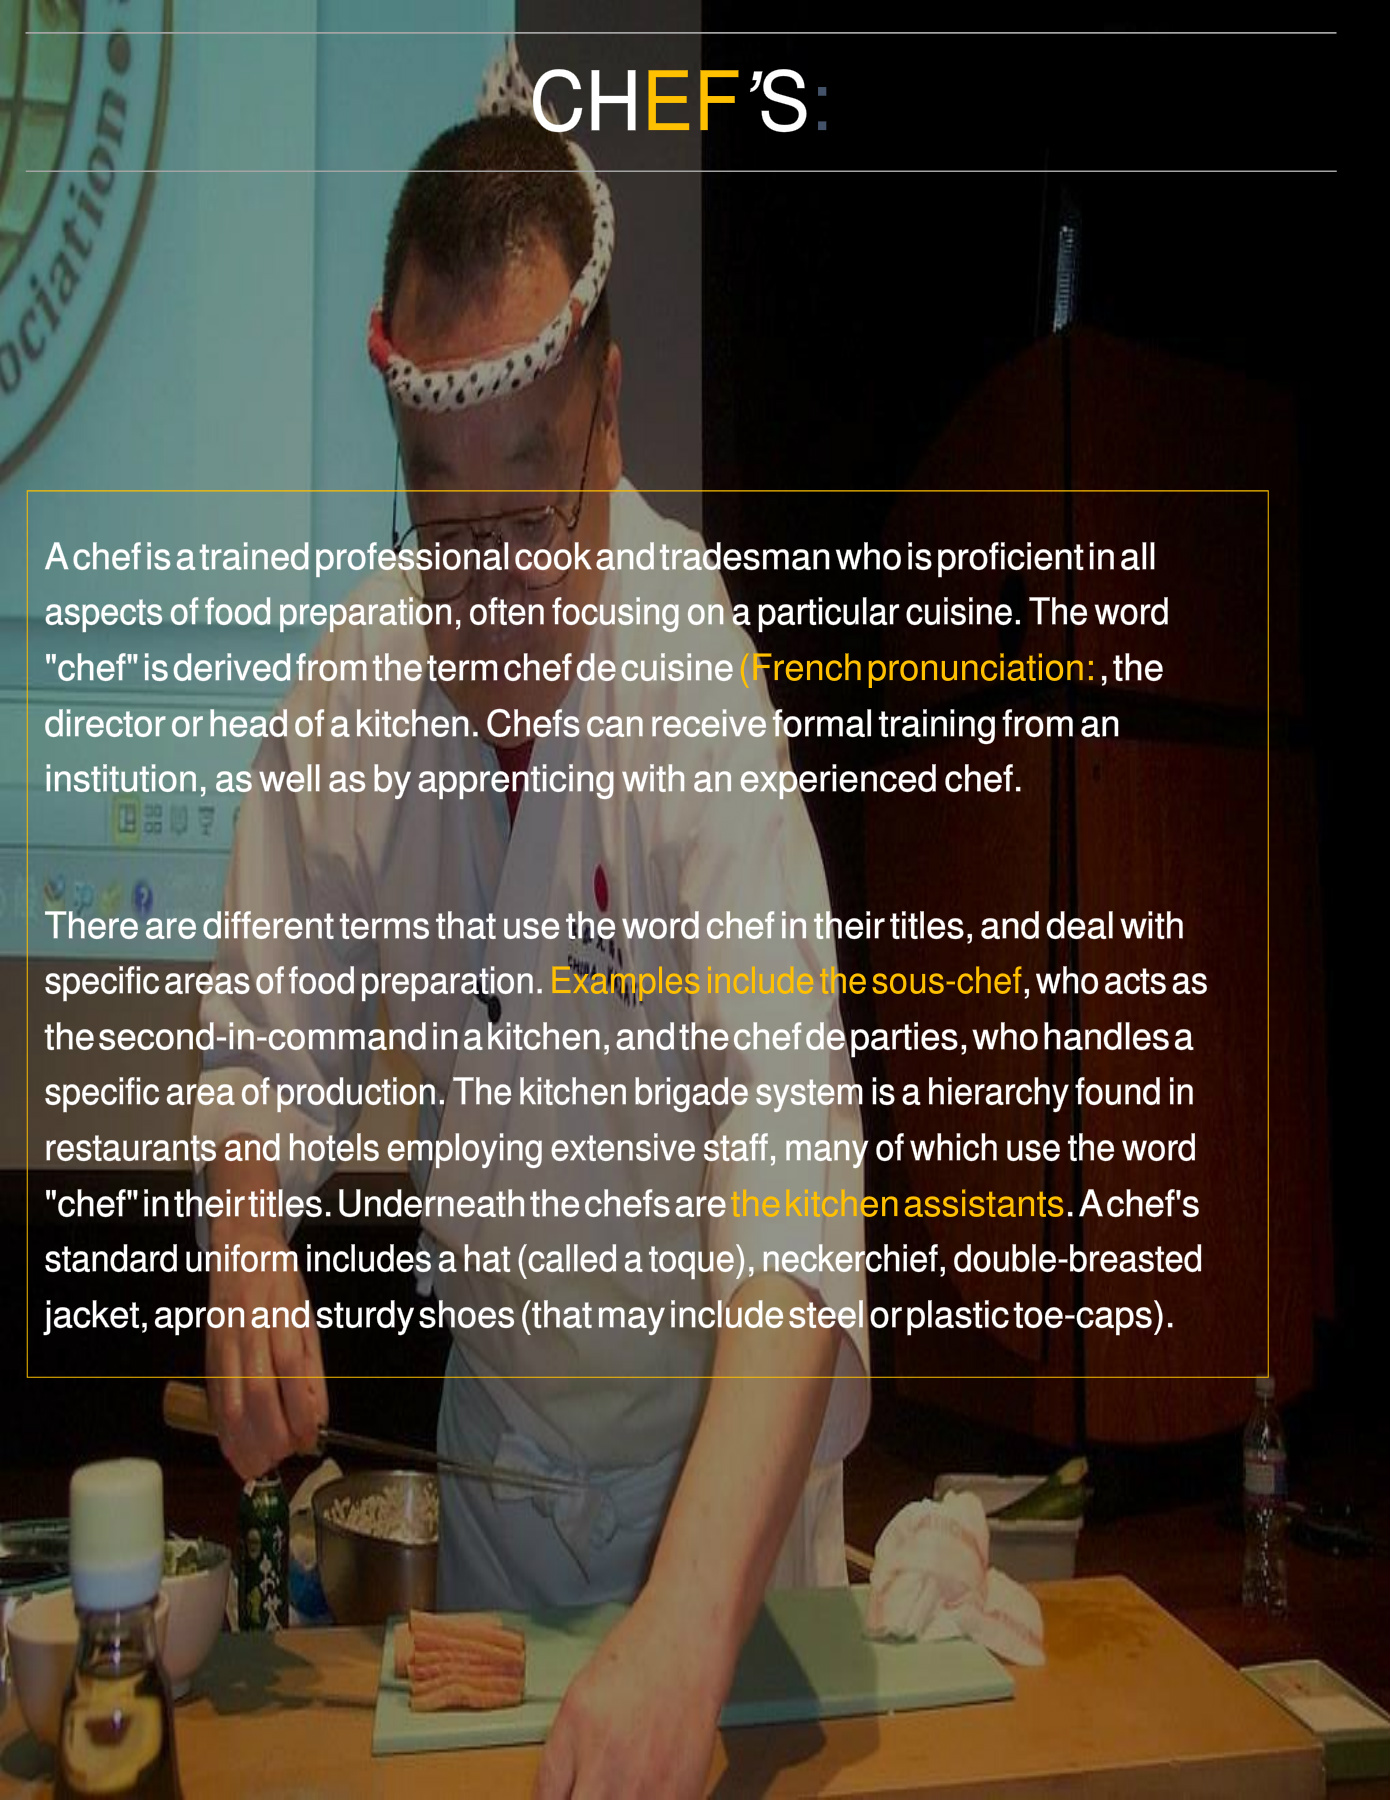 CHEF’S:
ociation
A chef is a trained professional cook and tradesman who is proficient in all
aspects of food preparation, often focusing on a particular cuisine. The word
"chef" is derived from the term chef de cuisine (French pronunciation: , the
director or head of a kitchen. Chefs can receive formal training from an
institution, as well as by apprenticing with an experienced chef.
There are different terms that use the word chef in their titles, and deal with
specific areas of food preparation. Examples include the sous-chef, who acts as
the second-in-command in a kitchen, and the chef de parties, who handles a
specific area of production. The kitchen brigade system is a hierarchy found in
restaurants and hotels employing extensive staff, many of which use the word
"chef" in their titles. Underneath the chefs are the kitchen assistants. A chef's
standard uniform includes a hat (called a toque), neckerchief, double-breasted
jacket, apron and sturdy shoes (that may include steel or plastic toe-caps).